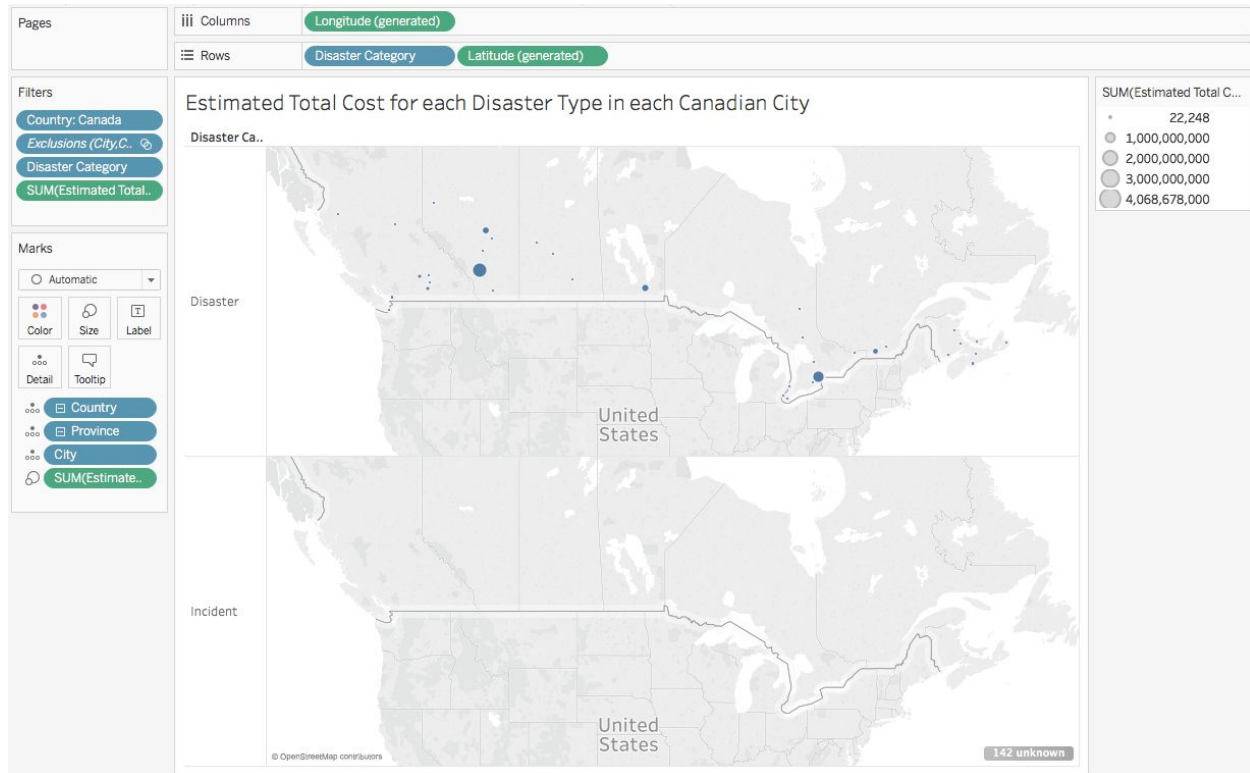 Pages
Columns
Longitude (generated)
Rows
Disaster Category
Latitude (generated)
Filters
Country: Canada
Exclusions (City,C..
Disaster Category
SUM(Estimated Total..
Marks
Automatic
Color
Size
Label
Detail
Tooltip
Country
Province
City
SUM(Estimate..
Estimated Total Cost for each Disaster Type in each Canadian City
Disaster Ca..
Disaster
United
States
Incident
United
States
© OpenStreetMap contributors
142 unknown
SUM(Estimated Total C...
22,248
1,000,000,000
2,000,000,000
3,000,000,000
4,068,678,000